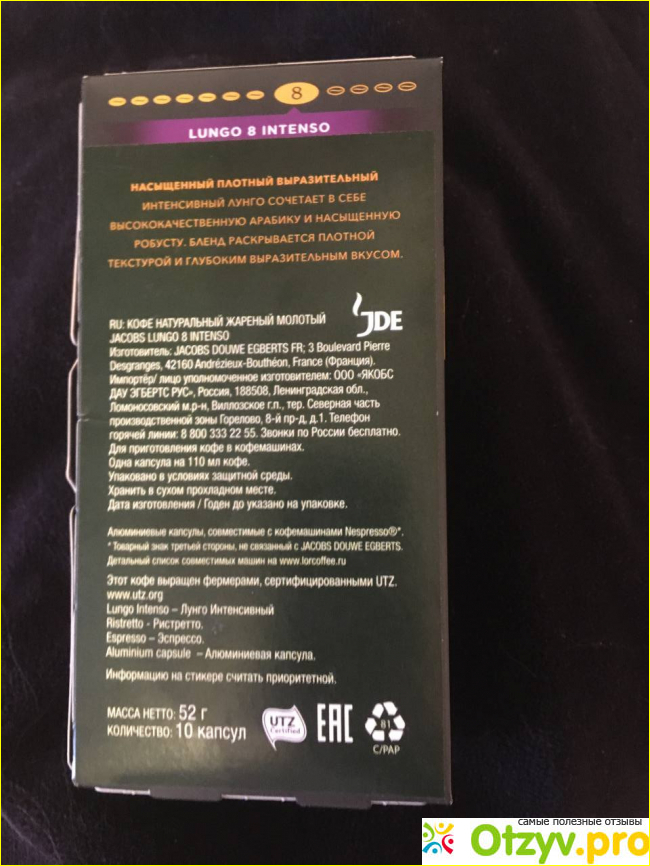 8
LUNGO 8 INTENSO
НАСЫЩЕННЫЙ ПЛОТНЫЙ ВЫРАЗИТЕЛЬНЫЙ
ИНТЕНСИВНЫЙ ЛУНГО СОЧЕТАЕТ В СЕБЕ
ВЫСОКОКАЧЕСТВЕННУЮ АРАБИКУ И НАСЫЩЕННУЮ
РОБУСТУ. БЛЕНД РАСКРЫВАЕТСЯ ПЛОТНОЙ
ТЕКСТУРОЙ И ГЛУБОКИМ ВЫРАЗИТЕЛЬНЫМ ВКУСОМ.
JDE
RU: КОФЕ НАТУРАЛЬНЫЙ ЖАРЕНЫЙ МОЛОТЫЙ
JACOBS LUNGO 8 INTENSO
Изготовитель: JACOBS DOUWE EGBERTS FR; 3 Boulevard Pierre
Desgranges, 42160 Andrézieux-Bouthéon, France (Франция).
Импортёр/ лицо уполномоченное изготовителем: ООО «ЯКОБС
ДАУ ЭГБЕРТС РУС», Россия, 188508, Ленинградская обл.,
Ломоносовский м.р-н, Виллозское г.п., тер. Северная часть
производственной зоны Горелово, 8-й пр-д, д.1. Телефон
горячей линии: 8 800 333 22 55. Звонки по России бесплатно.
Для приготовления кофе в кофемашинах.
Одна капсула на 110 мл кофе.
Упаковано в условиях защитной среды.
Хранить в сухом прохладном месте.
Дата изготовления / Годен до указано на упаковке.
Алюминиевые капсулы, совместимые с кофемашинами Nespresso®*.
* Товарный знак третьей стороны, не связанный с JACOBS DOUWE EGBERTS.
Детальный список совместимых машин на www.lorcoffee.ru
Этот кофе выращен фермерами, сертифицированными UTZ.
www.utz.org
Lungo Intenso – Лунго Интенсивный
Ristretto - Ристретто.
Espresso – Эспрессо.
Aluminium capsule – Алюминиевая капсула.
Информацию на стикере считать приоритетной.
МАССА НЕТТО: 52 г
КОЛИЧЕСТВО: 10 капсул
UTZ
Certified
EAC
81
C/PAP
самые полезные отзывы
Otzyv.pro